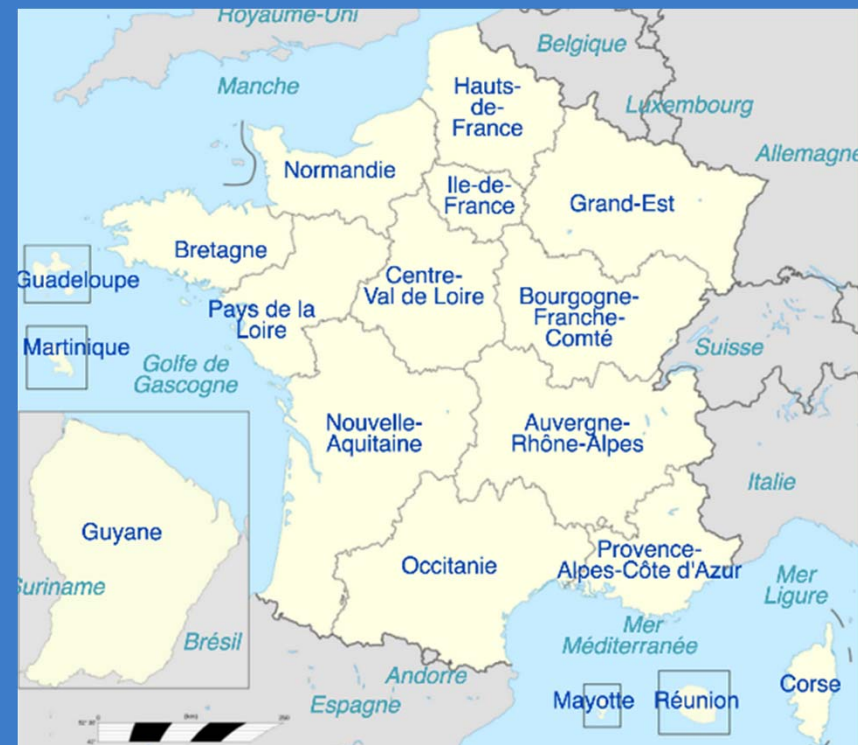 Royaume-Uni
Belgique
Manche
Hauts-
de-
France
Luxembourg
Allemagne
Normandie
Ile-de-
France
Grand-Est
Bretagne
Guadeloupe
Centre-
Val de Loire
Bourgogne-
Franche-
Comté
Pays de la
Loire
Martinique
Golfe de
Gascogne
Suisse
Nouvelle-
Aquitaine
Auvergne-
Rhône-Alpes
Italie
Guyane
Occitanie
Provence-
Alpes-Côte d'Azur
Suriname
Mer
Ligure
Brésil
Mer
Méditerranée
Andorre
Espagne
Mayotte
Réunion
Corse